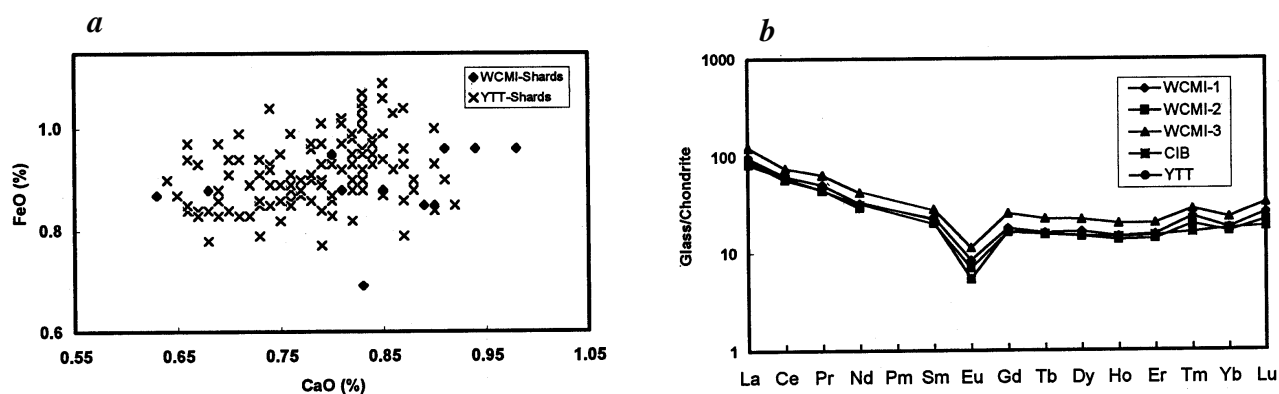 a
WCMI-Shards
YTT-Shards
1.0
0.8
0.6
FeO (%)
0.55 0.65 0.75 0.85 0.95 1.05
CaO (%)
b
1000
100
10
1
Glass/Chondrite
WCMI-1
WCMI-2
WCMI-3
CIB
YTT
La Ce Pr Nd Pm Sm Eu Gd Tb Dy Ho Er Tm Yb Lu